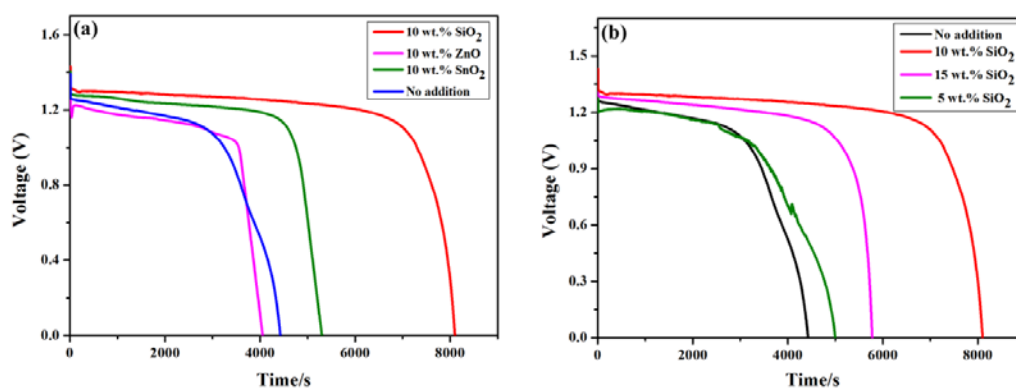 (a)
10 wt.% SiO₂
10 wt.% ZnO
10 wt.% SnO₂
No addition
1.6
1.2
0.8
0.4
0.0
Voltage (V)
0 2000 4000 6000 8000
Time/s
(b)
No addition
10 wt.% SiO₂
15 wt.% SiO₂
5 wt.% SiO₂
1.5
1.2
0.9
0.6
0.3
0.0
Voltage (V)
0 2000 4000 6000 8000
Time/s